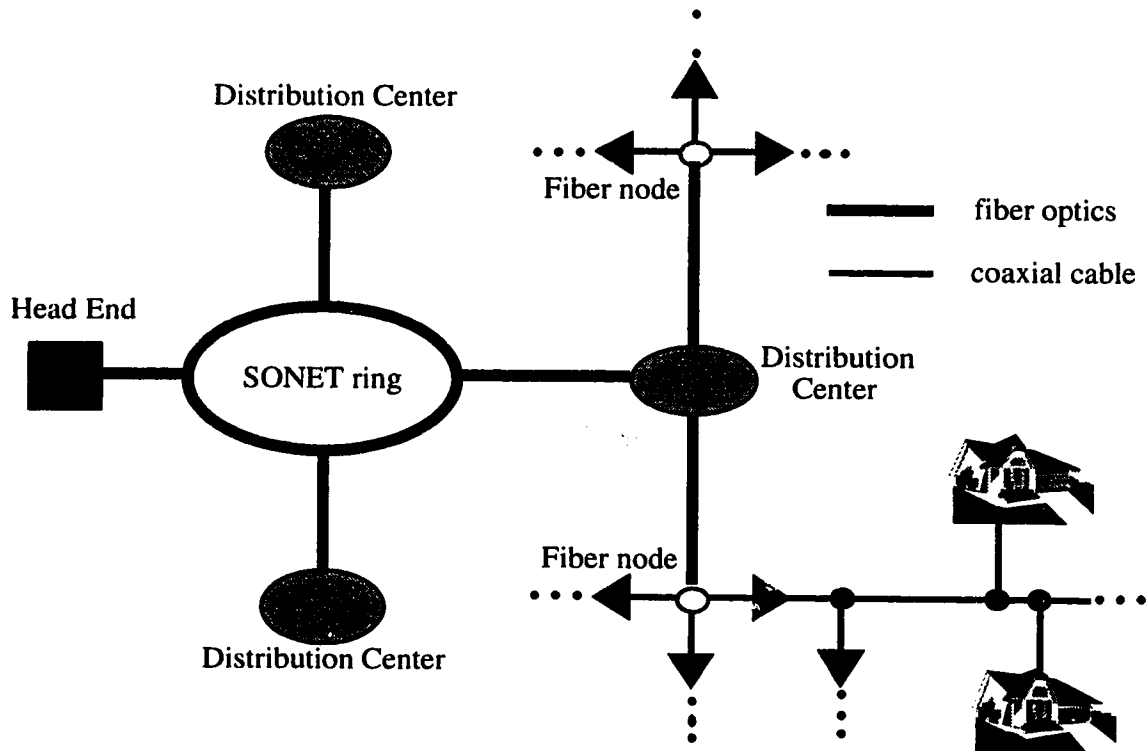 Distribution Center
Fiber node
fiber optics
coaxial cable
Head End
SONET ring
Distribution
Center
Fiber node
Distribution Center